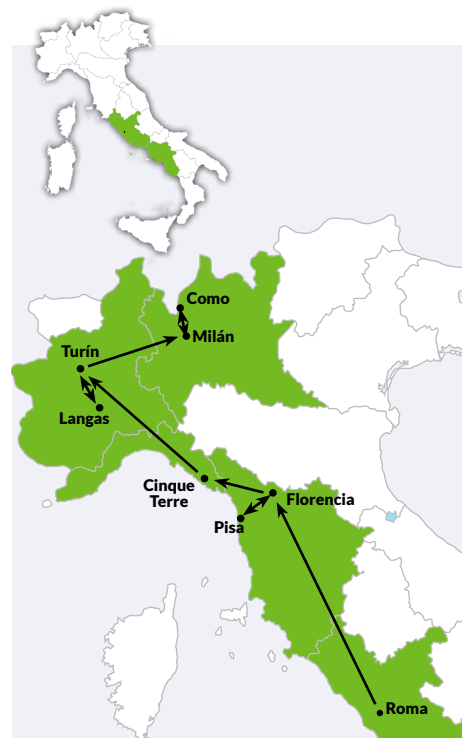 Como
Milán
Turín
Langas
Cinque
Terre
Florencia
Pisa
Roma